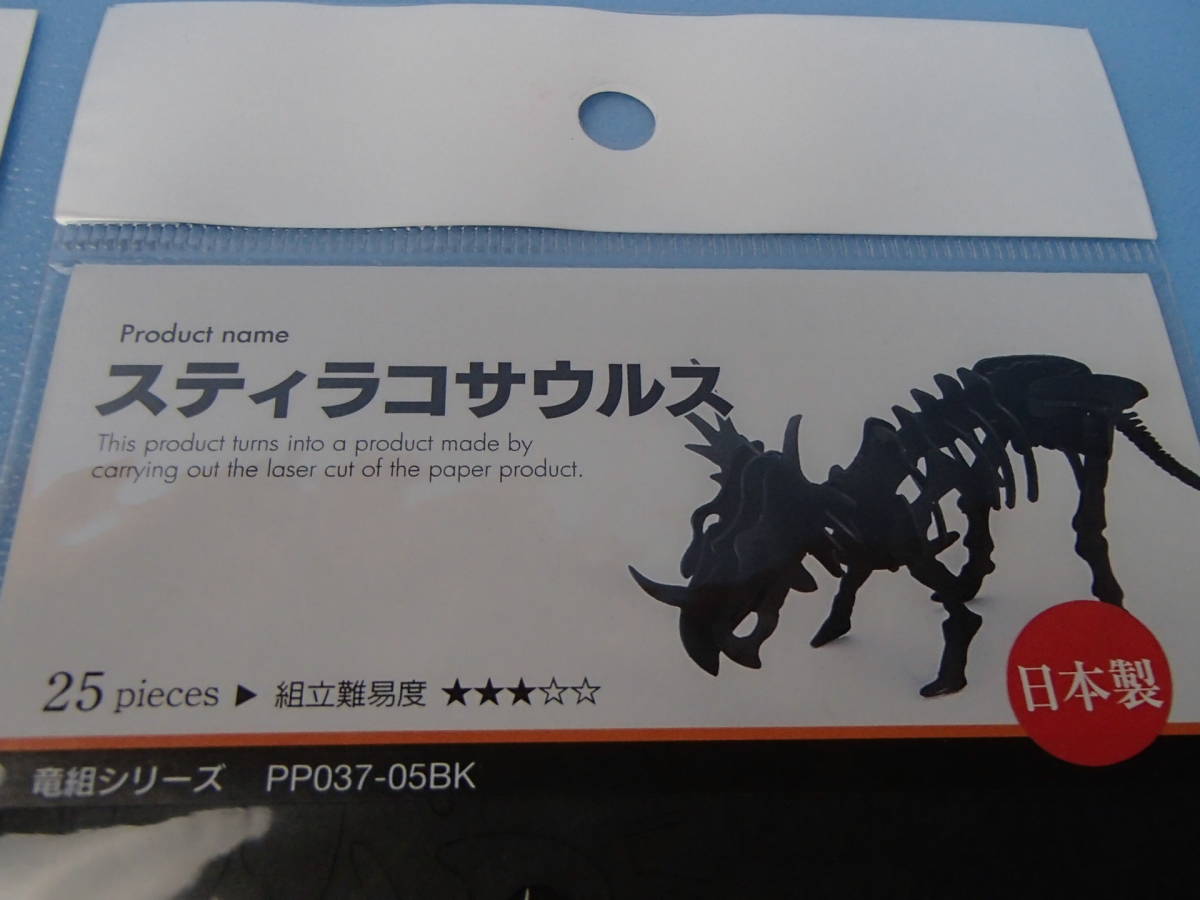 Product name
スティラコサウルス
This product turns into a product made by
carrying out the laser cut of the paper product.
25 pieces ▶ 組立難易度 ★★★☆☆
日本製
竜組シリーズ PP037-05BK